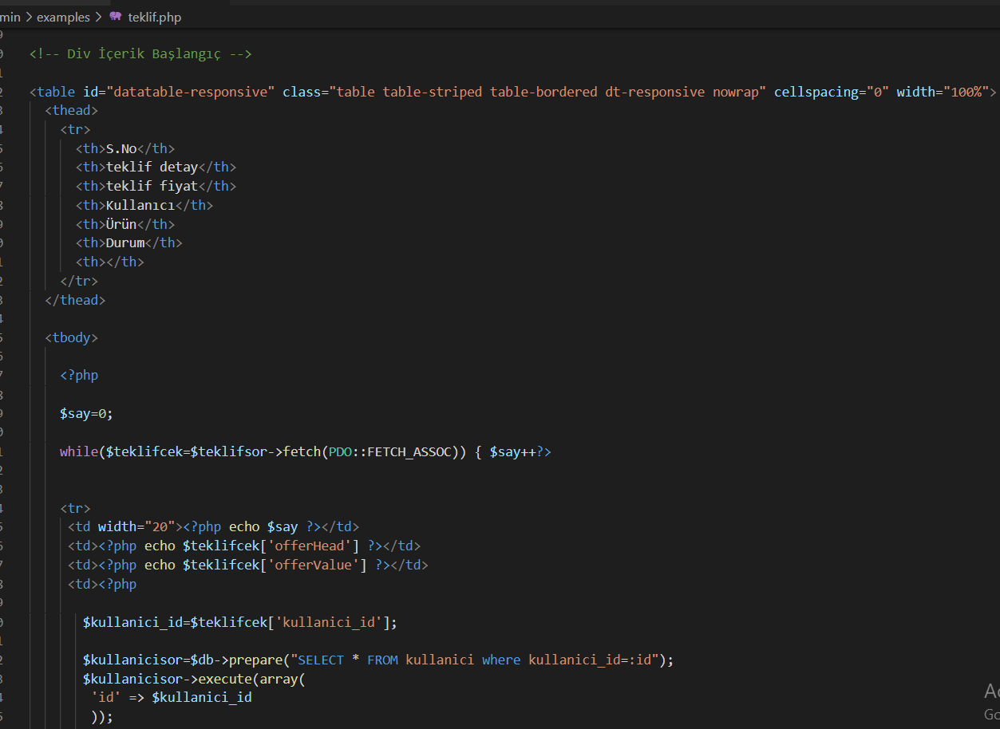 min > examples > teklif.php
<!-- Div İçerik Başlangıç -->
<table id="datatable-responsive" class="table table-striped table-bordered dt-responsive nowrap" cellspacing="0" width="100%">
<thead>
<tr>
<th>S.No</th>
<th>teklif detay</th>
<th>teklif fiyat</th>
<th>Kullanıcı</th>
<th>Ürün</th>
<th>Durum</th>
<th></th>
</tr>
</thead>
<tbody>
<?php
$say=0;
while($teklifcek=$teklifsor->fetch(PDO::FETCH_ASSOC)) { $say++?>
<tr>
<td width="20"><?php echo $say ?></td>
<td><?php echo $teklifcek['offerHead'] ?></td>
<td><?php echo $teklifcek['offerValue'] ?></td>
<td><?php
$kullanici_id=$teklifcek['kullanici_id'];
$kullanicisor=$db->prepare("SELECT * FROM kullanici where kullanici_id=:id");
$kullanicisor->execute(array(
'id' => $kullanici_id
));